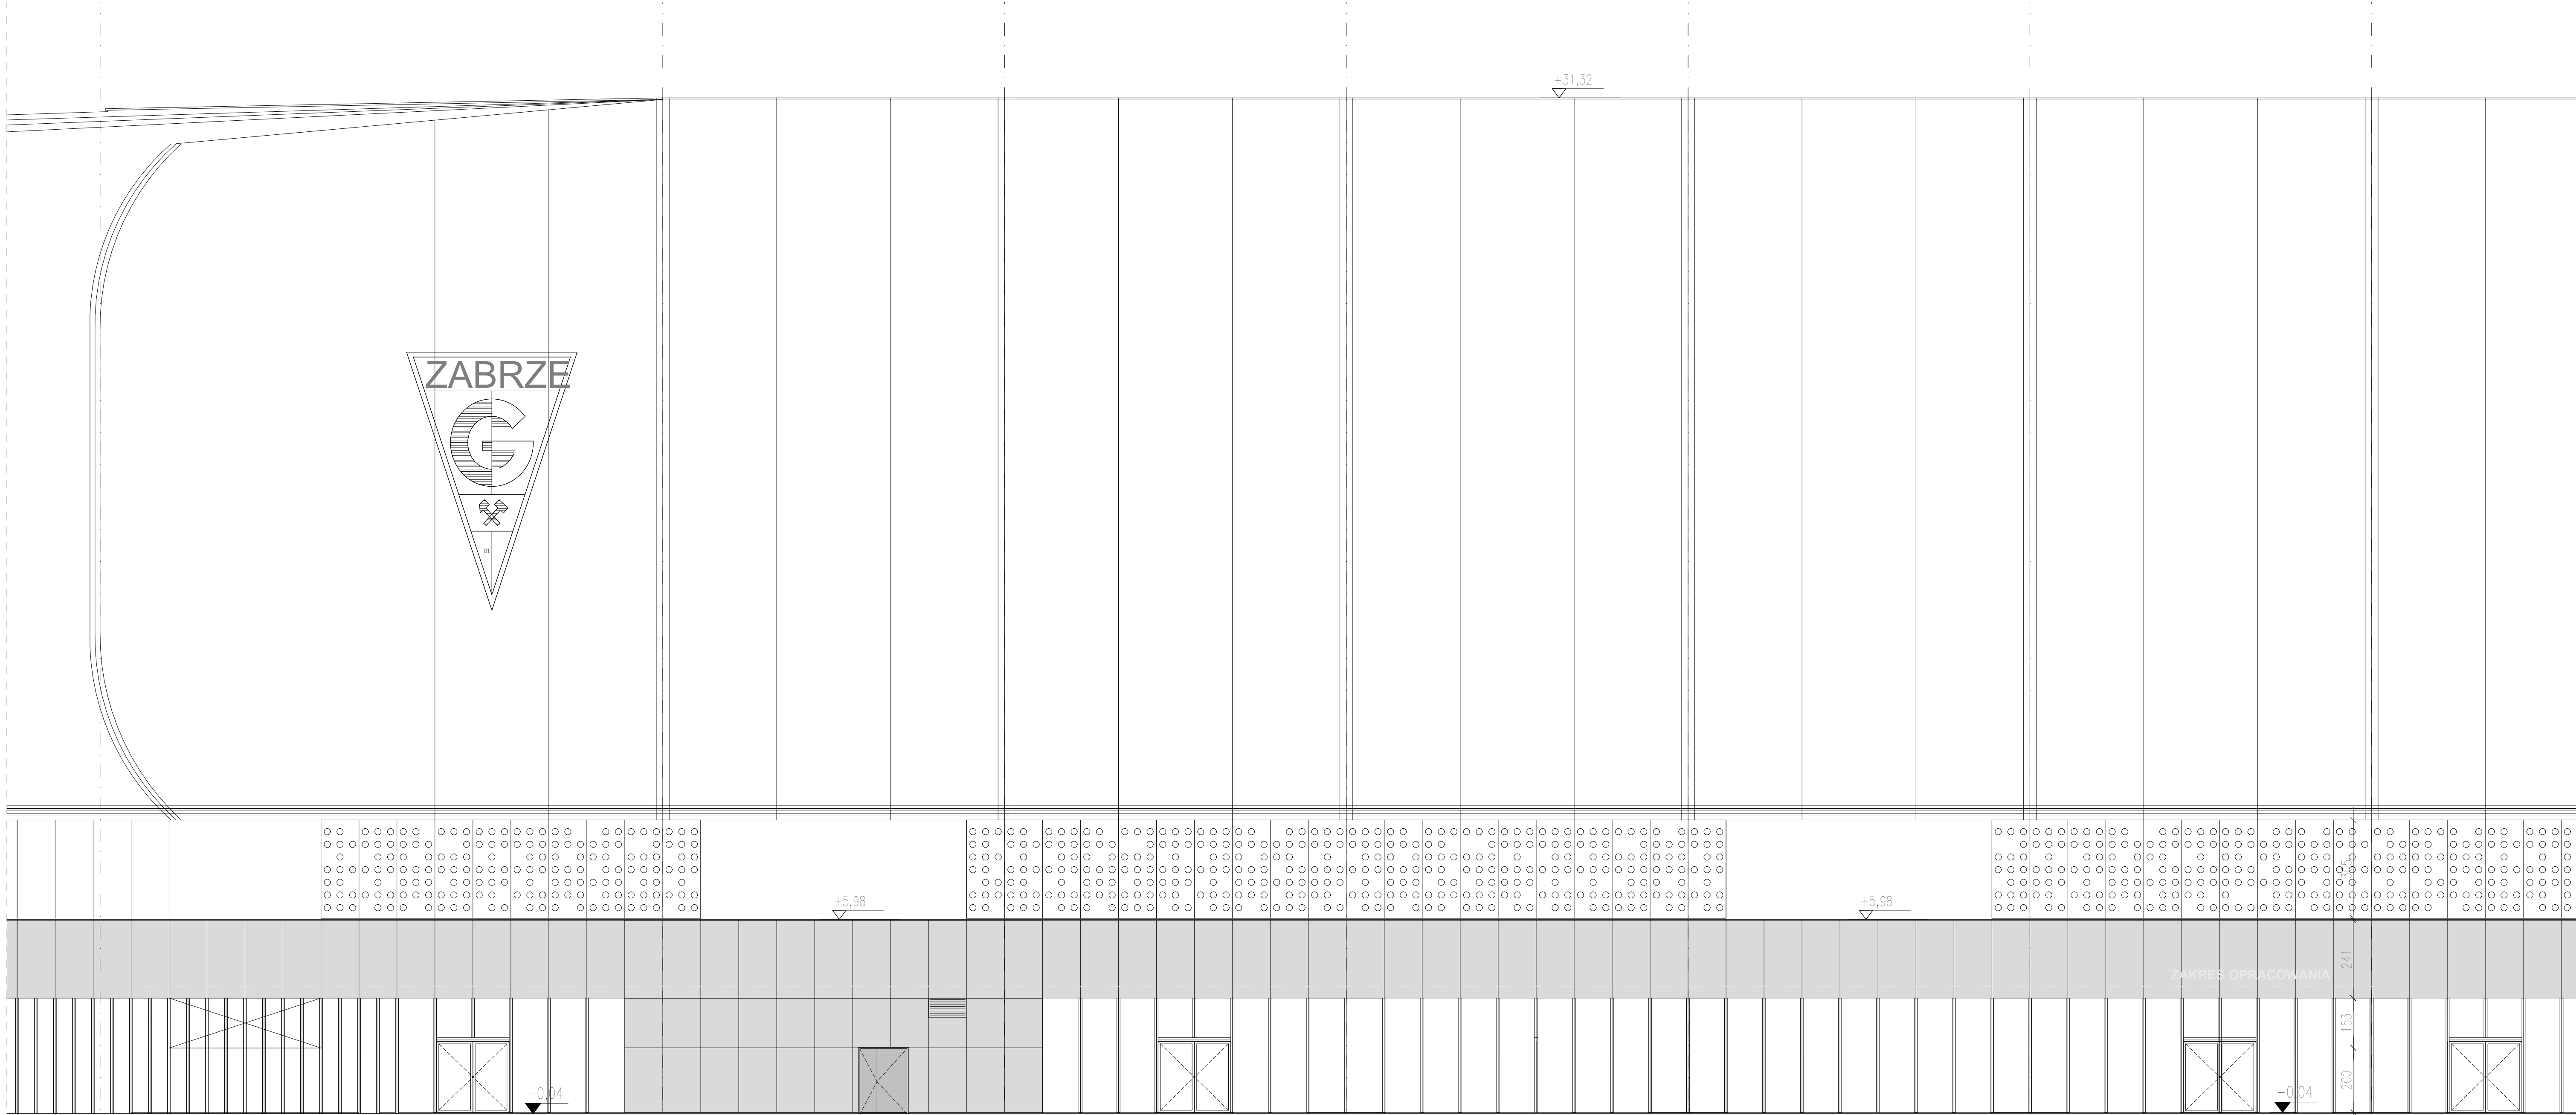 +31,32
ZABRZE
G
+5,98
+5,98
241
ZAKRES OPRACOWANIA
153
200
-0,04
-0,04